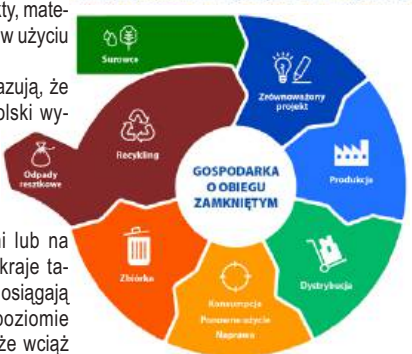 kty, mate-
w użyciu
azują, że
olski wy-
i lub na
kraje ta-
osiągają
poziomie
że wciąż
Surowce
Zrównoważony
projekt
Produkcja
Dystrybucja
Konsumpcja
Ponowne użycie
Naprawa
Zbiórka
Recykling
Odpady
resztkowe
GOSPODARKA
O OBIEGU
ZAMKNIĘTYM